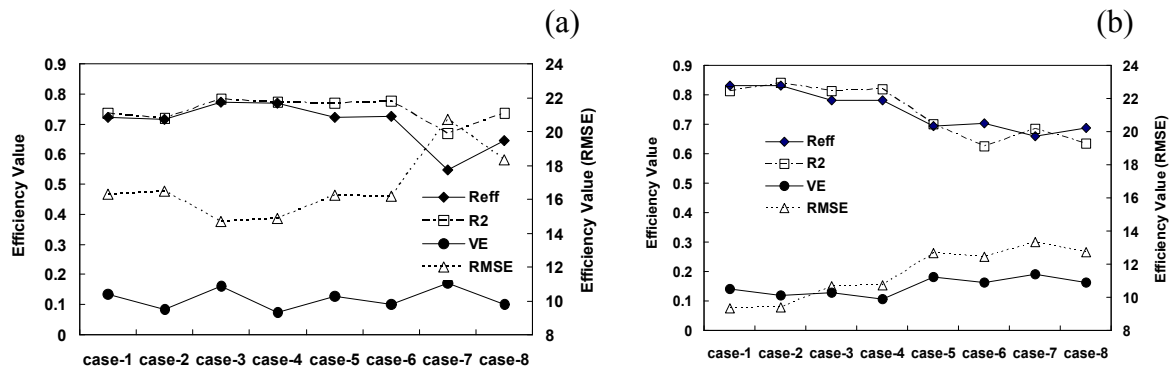 (a)
Efficiency Value
0.9
0.8
0.7
0.6
0.5
0.4
0.3
0.2
0.1
0
24
22
20
18
16
14
12
10
8
Efficiency Value (RMSE)
Reff
R2
VE
RMSE
case-1 case-2 case-3 case-4 case-5 case-6 case-7 case-8
(b)
Efficiency Value
0.9
0.8
0.7
0.6
0.5
0.4
0.3
0.2
0.1
0
24
22
20
18
16
14
12
10
8
Efficiency Value (RMSE)
Reff
R2
VE
RMSE
case-1 case-2 case-3 case-4 case-5 case-6 case-7 case-8